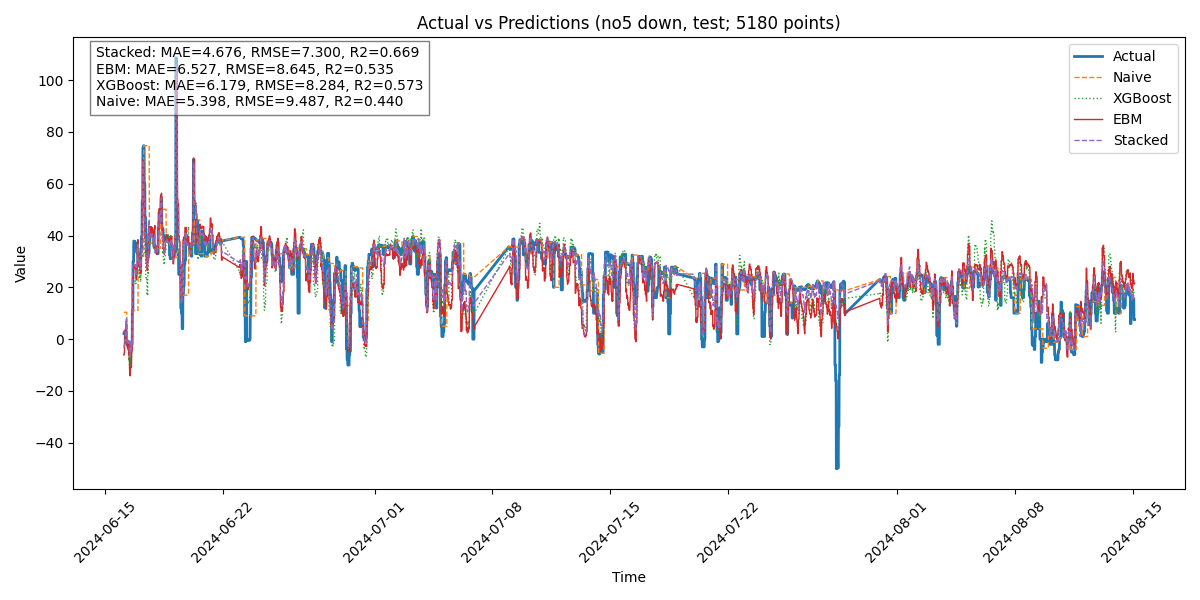 Actual vs Predictions (no5 down, test; 5180 points)
Stacked: MAE=4.676, RMSE=7.300, R2=0.669
EBM: MAE=6.527, RMSE=8.645, R2=0.535
XGBoost: MAE=6.179, RMSE=8.284, R2=0.573
Naive: MAE=5.398, RMSE=9.487, R2=0.440
Actual
Naive
XGBoost
EBM
Stacked
Value
100
80
60
40
20
0
−20
−40
2024-06-15
2024-06-22
2024-07-01
2024-07-08
2024-07-15
2024-07-22
2024-08-01
2024-08-08
2024-08-15
Time